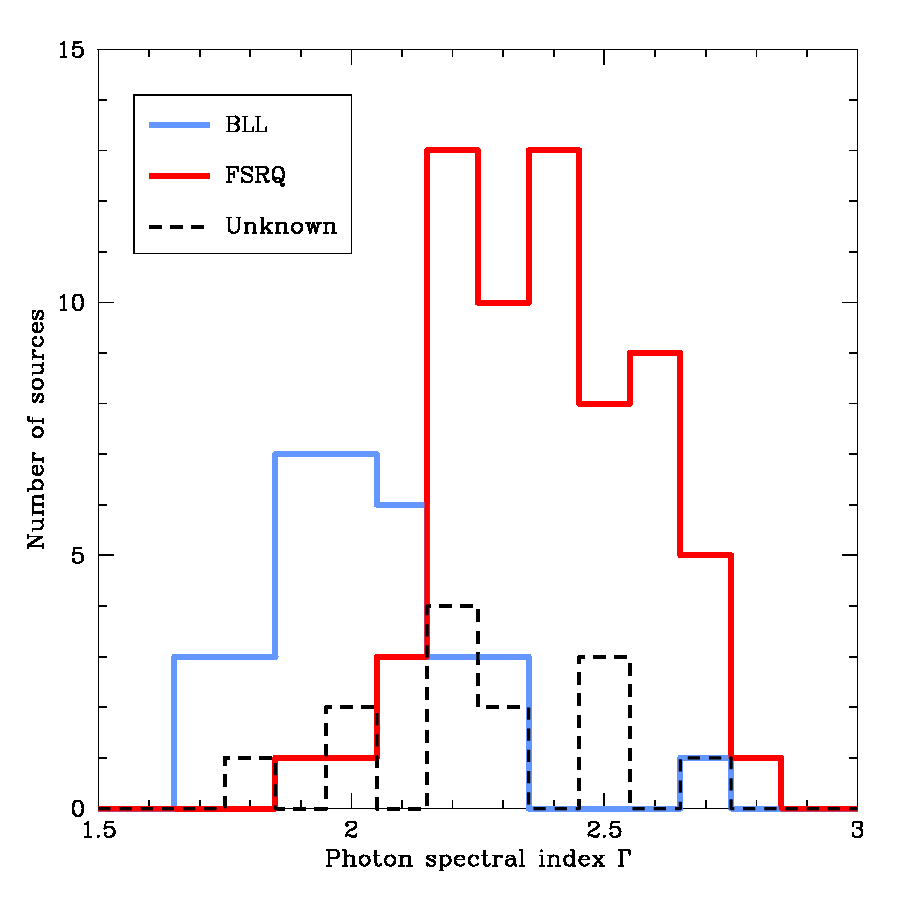 15
BLL
FSRQ
Unknown
10
Number of sources
5
0
1.5 2 2.5 3
Photon spectral index Γ